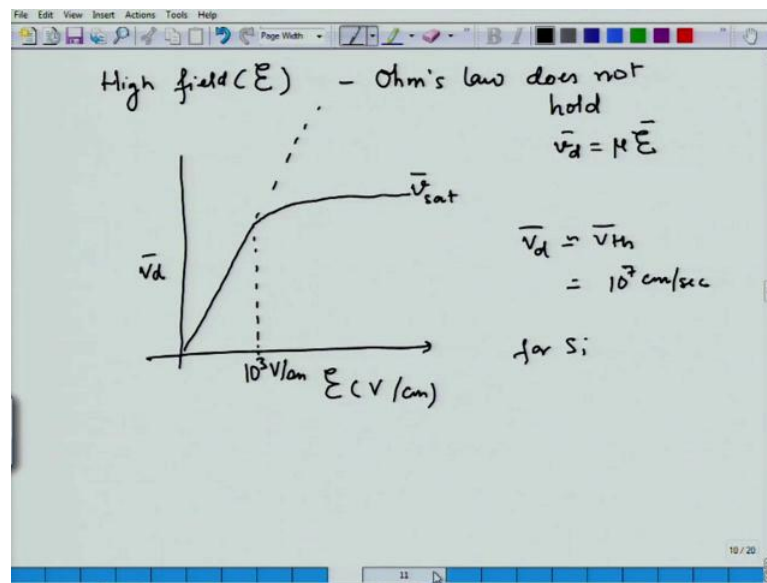 File Edit View Insert Actions Tools Help
Page Width
B I
High field (Ɛ) - Ohm's law does not
hold
v̄d = μ Ɛ̄
v̄sat
v̄d
v̄d ≃ v̄th
= 10⁷ cm/sec
for Si
10³ V/cm
Ɛ (V/cm)
10 / 20
11